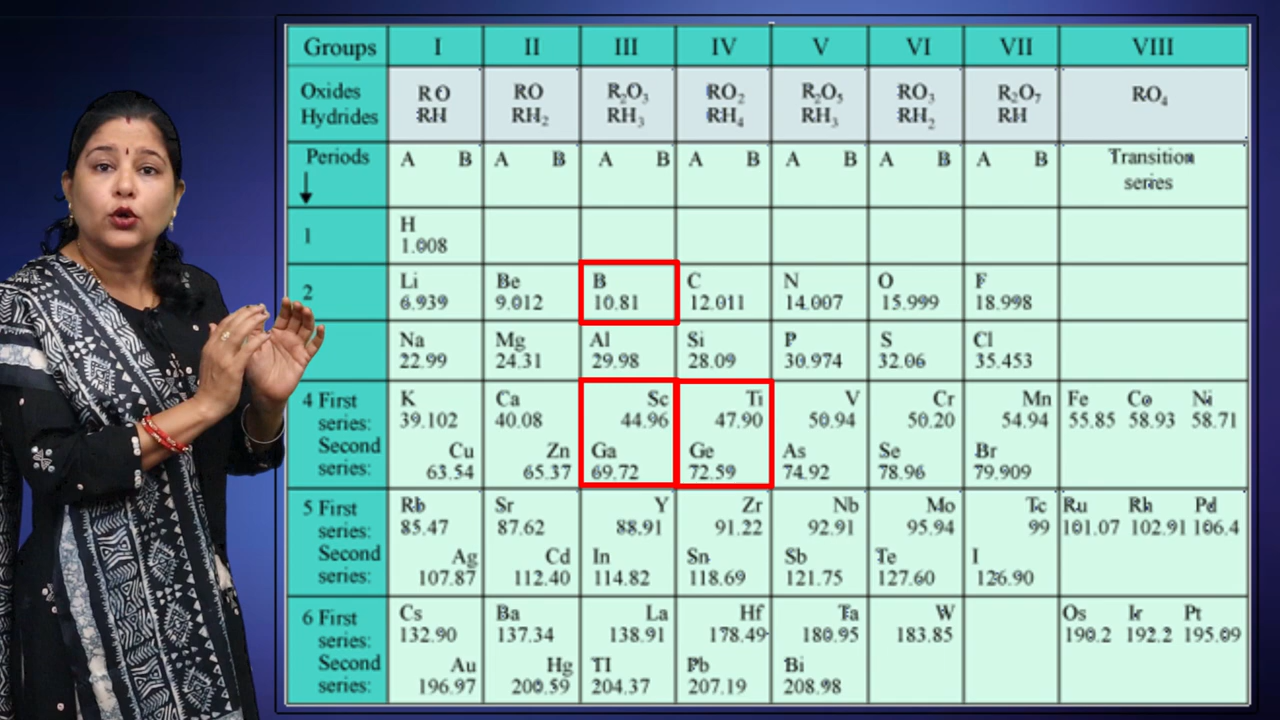 Groups I II III IV V VI VII VIII
Oxides RO RO R₂O₃ RO₂ R₂O₅ RO₃ R₂O₇ RO₄
Hydrides RH RH₂ RH₃ RH₄ RH₃ RH₂ RH
Periods A B A B A B A B A B A B A B Transition
↓ series
1 H
1.008
2 Li Be B C N O F
6.939 9.012 10.81 12.011 14.007 15.999 18.998
Na Mg Al Si P S Cl
22.99 24.31 29.98 28.09 30.974 32.06 35.453
4 First K Ca Sc Ti V Cr Mn Fe Co Ni
series: 39.102 40.08 44.96 47.90 50.94 50.20 54.94 55.85 58.93 58.71
Second Cu Zn Ga Ge As Se Br
series: 63.54 65.37 69.72 72.59 74.92 78.96 79.909
5 First Rb Sr Y Zr Nb Mo Tc Ru Rh Pd
series: 85.47 87.62 88.91 91.22 92.91 95.94 99 101.07 102.91 106.4
Second Ag Cd In Sn Sb Te I
series: 107.87 112.40 114.82 118.69 121.75 127.60 126.90
6 First Cs Ba La Hf Ta W Os Ir Pt
series: 132.90 137.34 138.91 178.49 180.95 183.85 190.2 192.2 195.09
Second Au Hg TI Pb Bi
series: 196.97 200.59 204.37 207.19 208.98